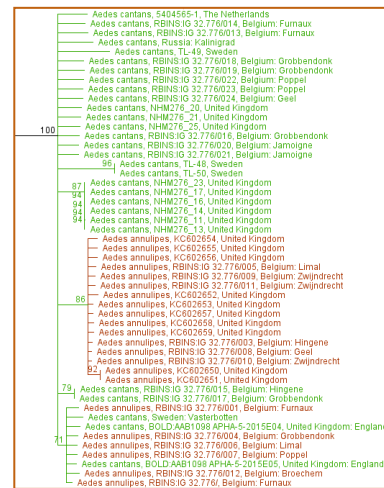 Aedes cantans, 5404565-1, The Netherlands
Aedes cantans, RBINS:IG 32.776/014, Belgium: Furnaux
Aedes cantans, RBINS:IG 32.776/013, Belgium: Furnaux
Aedes cantans, Russia: Kalinigrad
Aedes cantans, TL-49, Sweden
Aedes cantans, RBINS:IG 32.776/018, Belgium: Grobbendonk
Aedes cantans, RBINS:IG 32.776/019, Belgium: Grobbendonk
Aedes cantans, RBINS:IG 32.776/022, Belgium: Poppel
Aedes cantans, RBINS:IG 32.776/023, Belgium: Poppel
Aedes cantans, RBINS:IG 32.776/024, Belgium: Geel
Aedes cantans, NHM276_20, United Kingdom
Aedes cantans, NHM276_21, United Kingdom
100 Aedes cantans, NHM276_25, United Kingdom
Aedes cantans, RBINS:IG 32.776/016, Belgium: Grobbendonk
Aedes cantans, RBINS:IG 32.776/020, Belgium: Jamoigne
Aedes cantans, RBINS:IG 32.776/021, Belgium: Jamoigne
96 Aedes cantans, TL-48, Sweden
Aedes cantans, TL-50, Sweden
87 Aedes cantans, NHM276_23, United Kingdom
94 Aedes cantans, NHM276_17, United Kingdom
Aedes cantans, NHM276_16, United Kingdom
94 Aedes cantans, NHM276_14, United Kingdom
94 Aedes cantans, NHM276_11, United Kingdom
Aedes cantans, NHM276_13, United Kingdom
Aedes annulipes, KC602654, United Kingdom
Aedes annulipes, KC602655, United Kingdom
Aedes annulipes, KC602656, United Kingdom
Aedes annulipes, RBINS:IG 32.776/005, Belgium: Limal
Aedes annulipes, RBINS:IG 32.776/009, Belgium: Zwijndrecht
Aedes annulipes, RBINS:IG 32.776/011, Belgium: Zwijndrecht
Aedes annulipes, KC602652, United Kingdom
86 Aedes annulipes, KC602653, United Kingdom
Aedes annulipes, KC602657, United Kingdom
Aedes annulipes, KC602658, United Kingdom
Aedes annulipes, KC602659, United Kingdom
Aedes annulipes, RBINS:IG 32.776/003, Belgium: Hingene
Aedes annulipes, RBINS:IG 32.776/008, Belgium: Geel
Aedes annulipes, RBINS:IG 32.776/010, Belgium: Zwijndrecht
92 Aedes annulipes, KC602650, United Kingdom
Aedes annulipes, KC602651, United Kingdom
79 Aedes cantans, RBINS:IG 32.776/015, Belgium: Hingene
Aedes cantans, RBINS:IG 32.776/017, Belgium: Grobbendonk
Aedes annulipes, RBINS:IG 32.776/001, Belgium: Furnaux
Aedes cantans, Sweden: Vasterbotten
Aedes cantans, BOLD:AAB1098 APHA-5-2015E04, United Kingdom: England
71 Aedes annulipes, RBINS:IG 32.776/004, Belgium: Grobbendonk
Aedes annulipes, RBINS:IG 32.776/006, Belgium: Limal
Aedes annulipes, RBINS:IG 32.776/007, Belgium: Poppel
Aedes cantans, BOLD:AAB1098 APHA-5-2015E05, United Kingdom: England
Aedes annulipes, RBINS:IG 32.776/012, Belgium: Broechem
Aedes annulipes, RBINS:IG 32.776/, Belgium: Furnaux